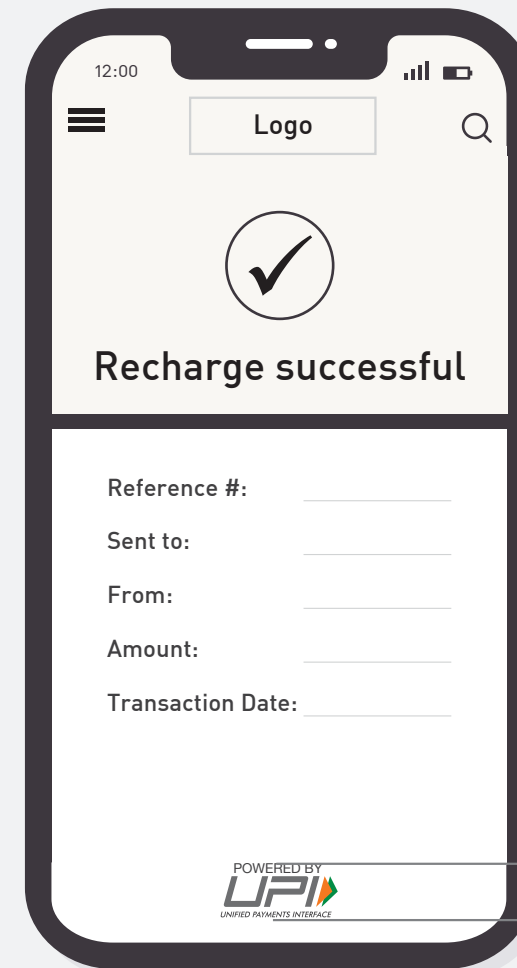 12:00
Logo
Recharge successful
Reference #:
Sent to:
From:
Amount:
Transaction Date:
POWERED BY
UPI
UNIFIED PAYMENTS INTERFACE